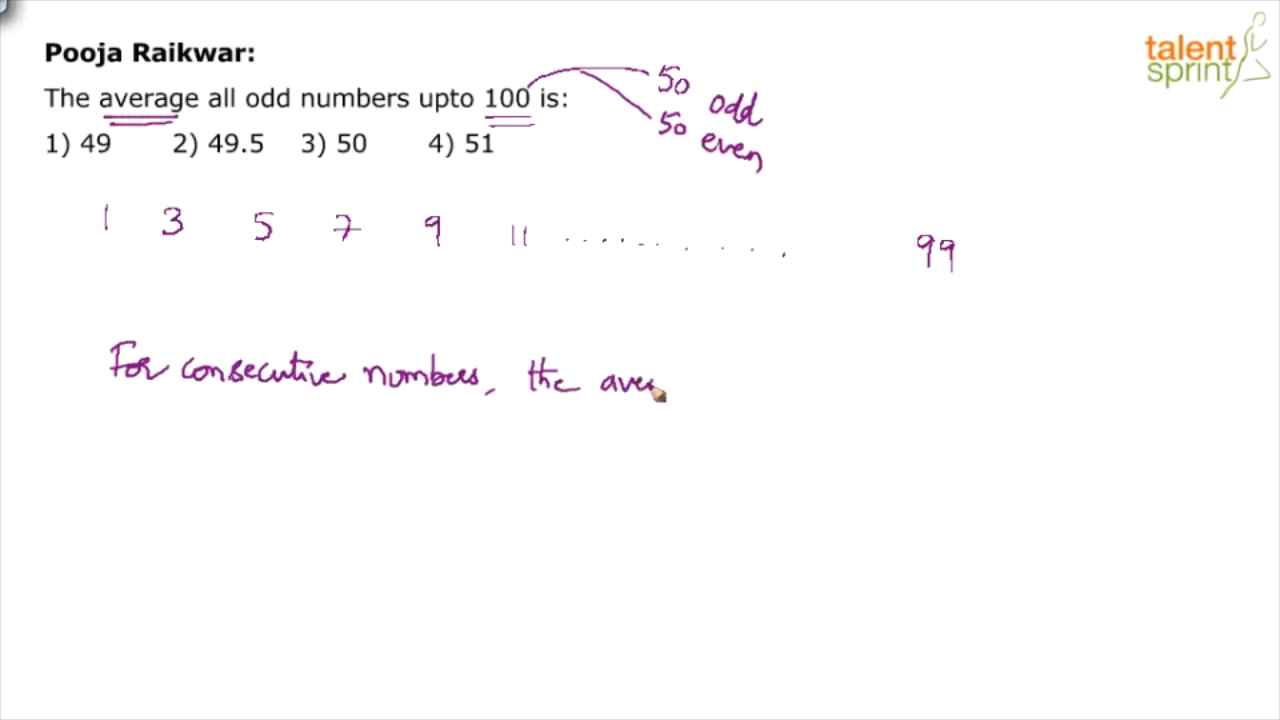 Pooja Raikwar:
talent
sprint
The average all odd numbers upto 100 is:
50 odd
50 even
1) 49 2) 49.5 3) 50 4) 51
1 3 5 7 9 11 .......... 99
For consecutive numbers, the aver